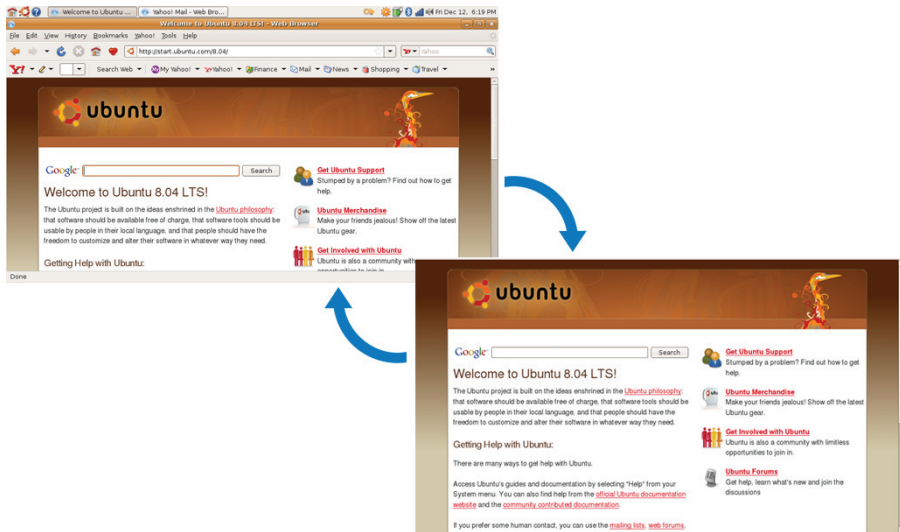 Welcome to Ubuntu ...
Yahoo! Mail - Web Bro...
Fri Dec 12, 6:19 PM
Welcome to Ubuntu 8.04 LTS! - Web Browser
File Edit View History Bookmarks Yahoo! Tools Help
http://start.ubuntu.com/8.04/
Yahoo
Y! Search Web My Yahoo! Yahoo! Finance Mail News Shopping Travel »
ubuntu
Google Search
Welcome to Ubuntu 8.04 LTS!
The Ubuntu project is built on the ideas enshrined in the Ubuntu philosophy:
that software should be available free of charge, that software tools should be
usable by people in their local language, and that people should have the
freedom to customize and alter their software in whatever way they need.
Getting Help with Ubuntu:
Get Ubuntu Support
Stumped by a problem? Find out how to get
help.
Ubuntu Merchandise
Make your friends jealous! Show off the latest
Ubuntu gear.
Get Involved with Ubuntu
Ubuntu is also a community with
opportunities to join in.
Done
ubuntu
Google Search
Welcome to Ubuntu 8.04 LTS!
The Ubuntu project is built on the ideas enshrined in the Ubuntu philosophy:
that software should be available free of charge, that software tools should be
usable by people in their local language, and that people should have the
freedom to customize and alter their software in whatever way they need.
Getting Help with Ubuntu:
There are many ways to get help with Ubuntu.
Access Ubuntu's guides and documentation by selecting "Help" from your
System menu. You can also find help from the official Ubuntu documentation
website and the community contributed documentation.
If you prefer some human contact, you can use the mailing lists, web forums,
Get Ubuntu Support
Stumped by a problem? Find out how to get
help.
Ubuntu Merchandise
Make your friends jealous! Show off the latest
Ubuntu gear.
Get Involved with Ubuntu
Ubuntu is also a community with limitless
opportunities to join in.
Ubuntu Forums
Get help, learn what's new and join the
discussions